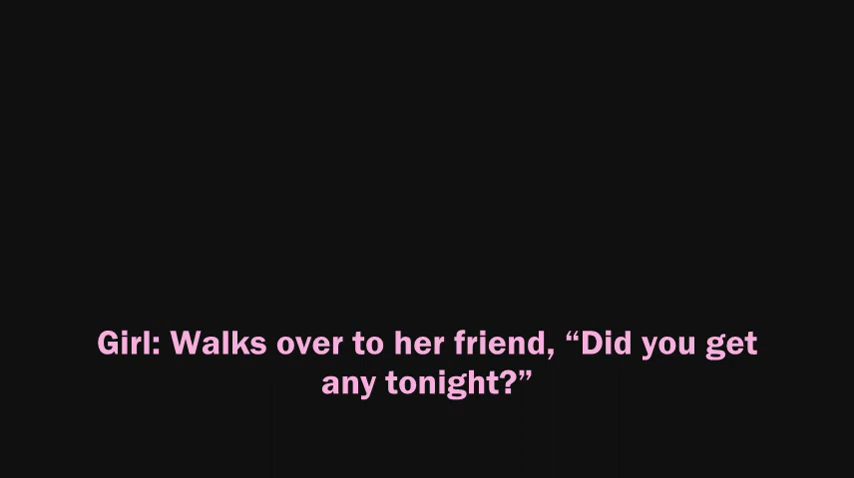 Girl: Walks over to her friend, “Did you get
any tonight?”